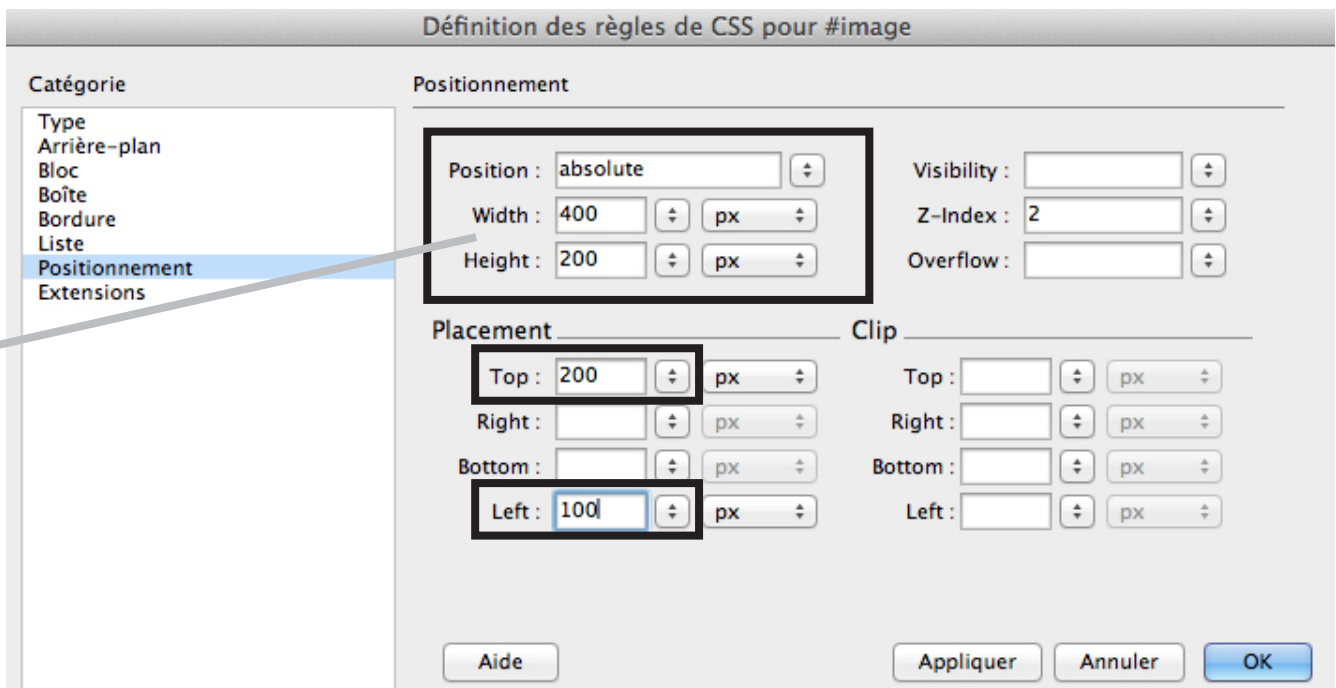 Définition des règles de CSS pour #image
Catégorie
Type
Arrière-plan
Bloc
Boîte
Bordure
Liste
Positionnement
Extensions
Positionnement
Position : absolute
Width : 400 px
Height : 200 px
Visibility :
Z-Index : 2
Overflow :
Placement
Top : 200 px
Right : px
Bottom : px
Left : 100 px
Clip
Top : px
Right : px
Bottom : px
Left : px
Aide
Appliquer
Annuler
OK